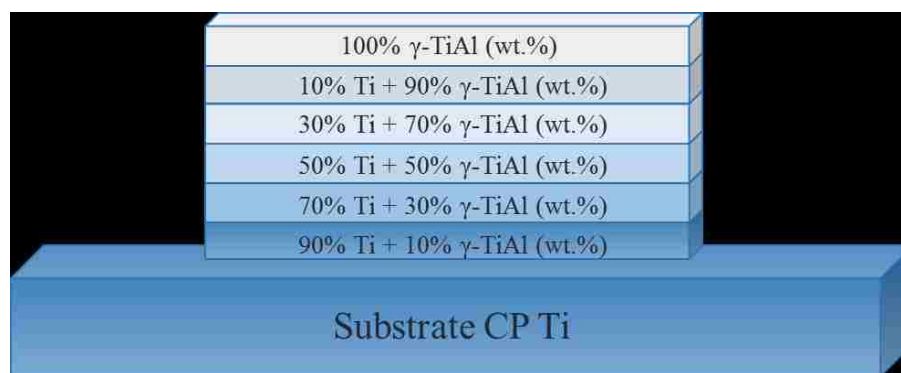 100% γ-TiAl (wt.%)
10% Ti + 90% γ-TiAl (wt.%)
30% Ti + 70% γ-TiAl (wt.%)
50% Ti + 50% γ-TiAl (wt.%)
70% Ti + 30% γ-TiAl (wt.%)
90% Ti + 10% γ-TiAl (wt.%)
Substrate CP Ti